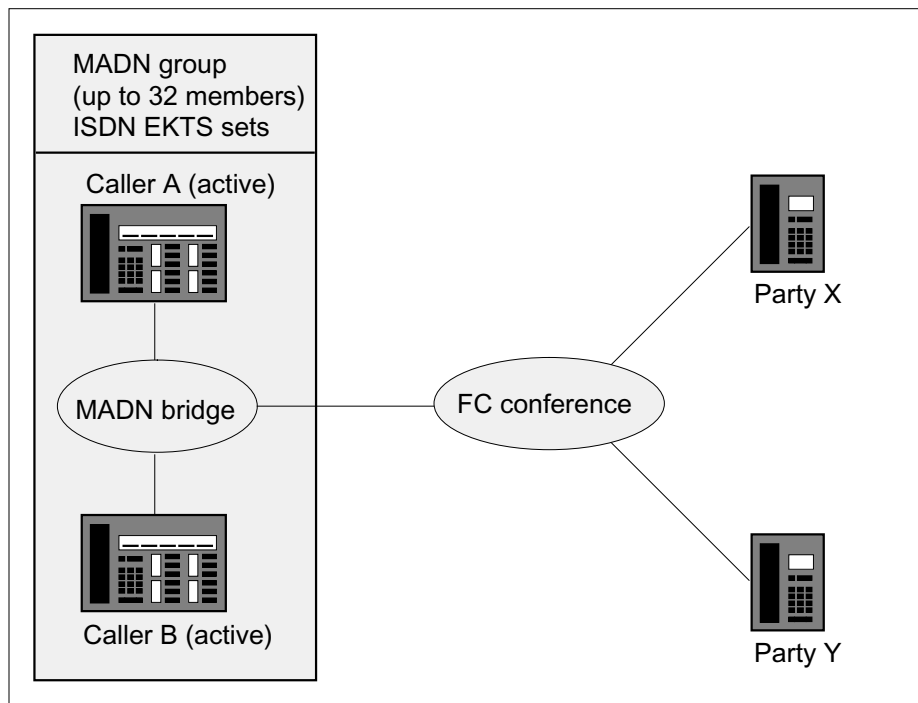 MADN group
(up to 32 members)
ISDN EKTS sets
Caller A (active)
MADN bridge
Caller B (active)
FC conference
Party X
Party Y